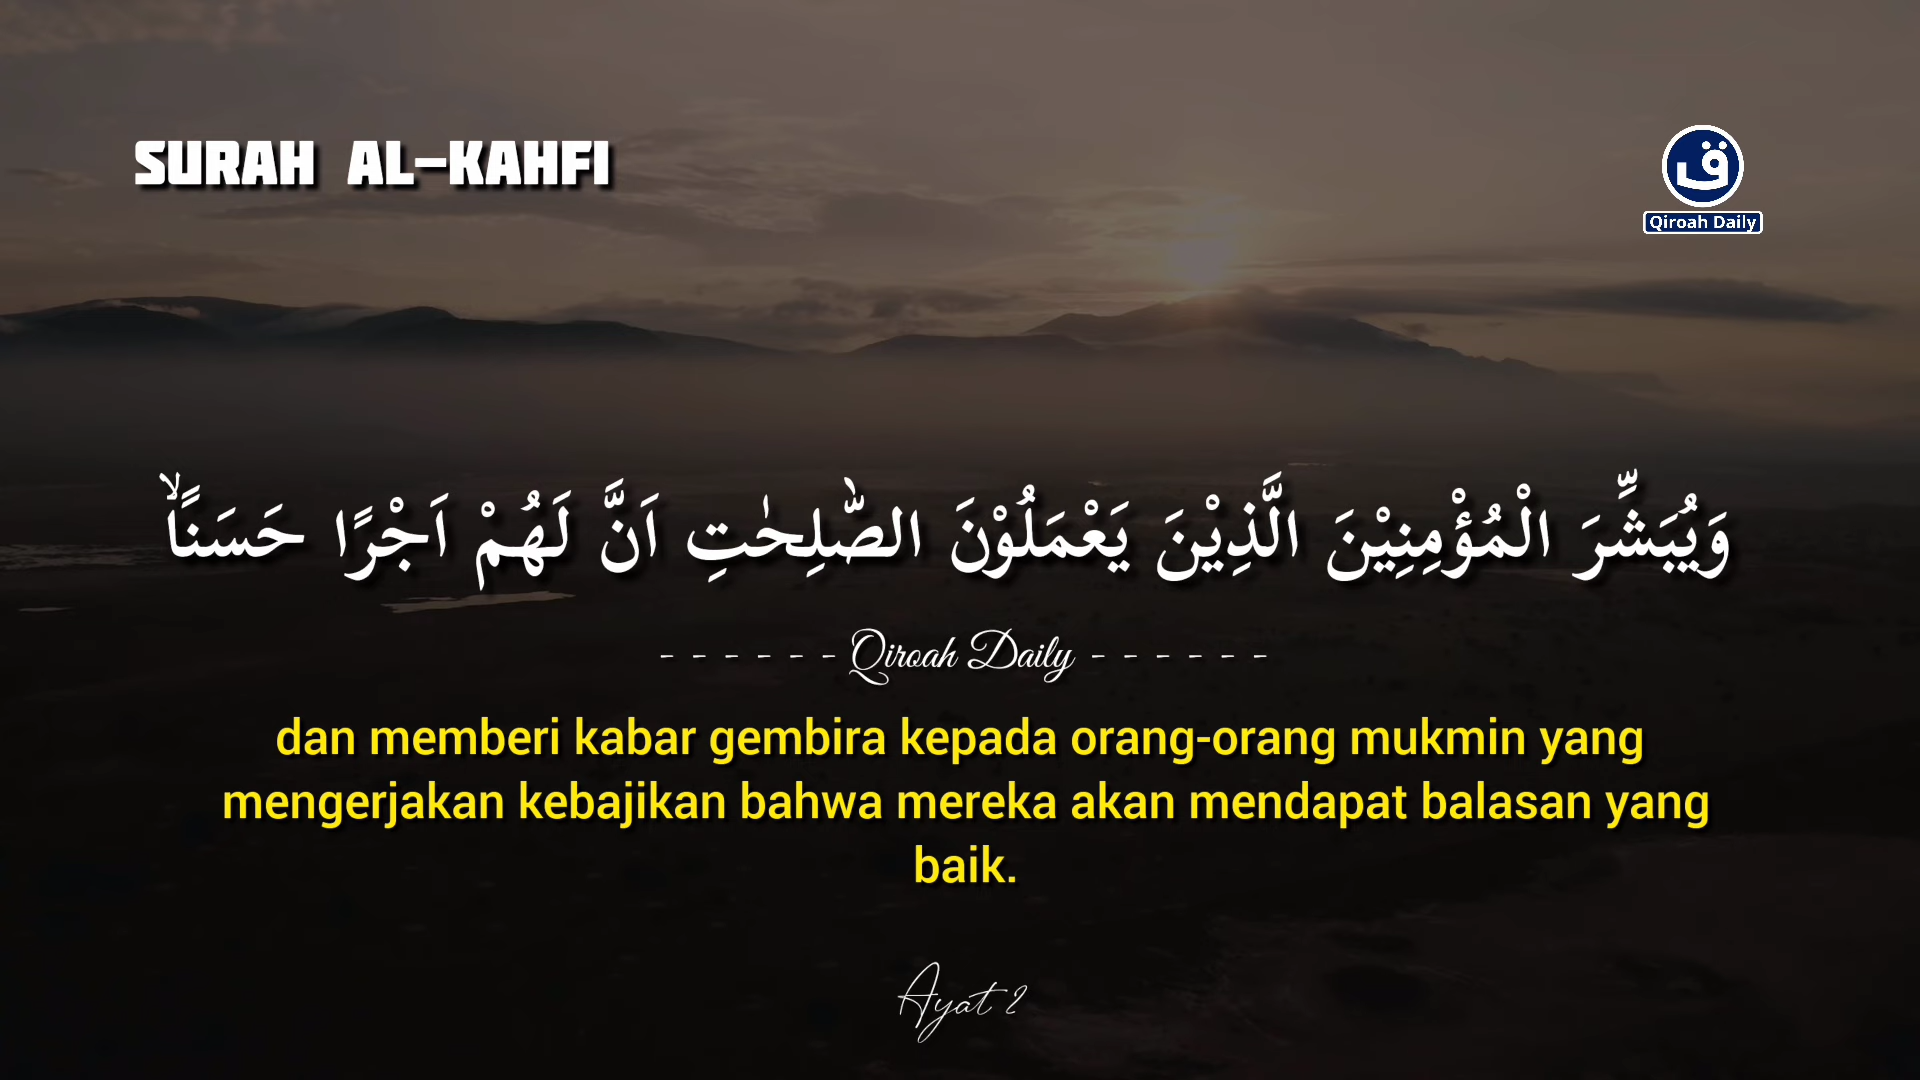 SURAH AL-KAHFI
ق
Qiroah Daily
وَيُبَشِّرَ الْمُؤْمِنِيْنَ الَّذِيْنَ يَعْمَلُوْنَ الصّٰلِحٰتِ اَنَّ لَهُمْ اَجْرًا حَسَنًاۙ
- - - - - - Qiroah Daily - - - - - -
dan memberi kabar gembira kepada orang-orang mukmin yang
mengerjakan kebajikan bahwa mereka akan mendapat balasan yang
baik.
Ayat 2